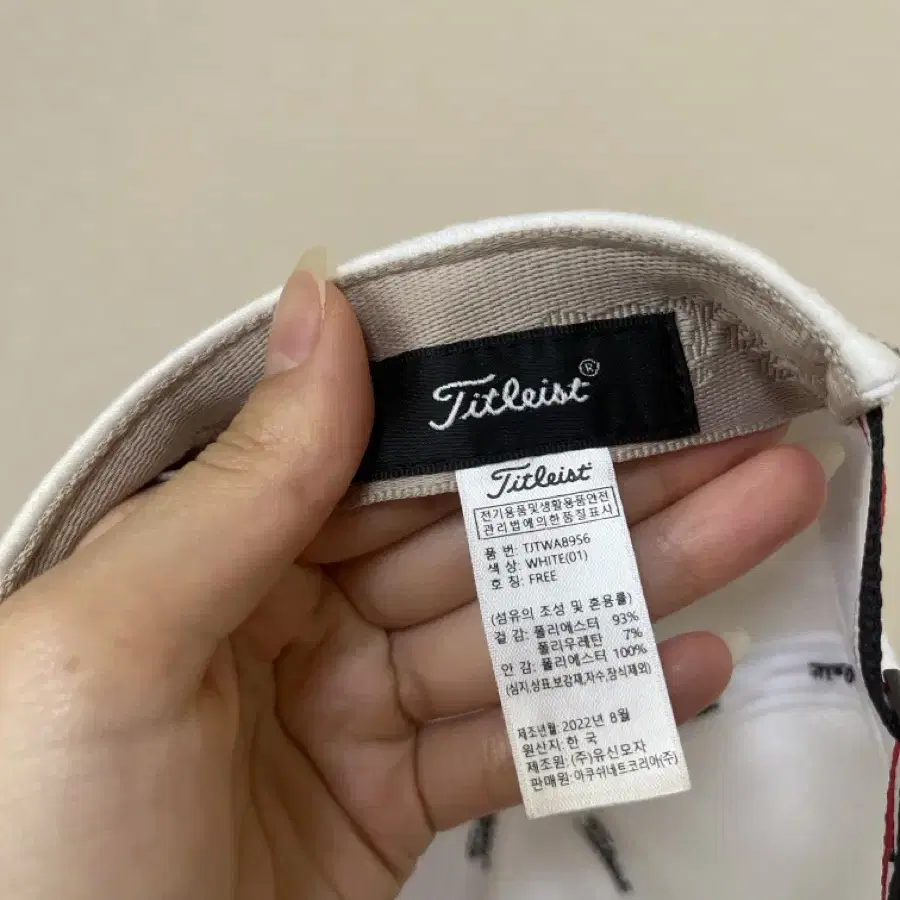 Titleist®
Titleist
전기용품및생활용품안전
관리법에의한품질표시
품 번: TJTWA8956
색 상: WHITE(01)
호 칭: FREE
(섬유의 조성 및 혼용률)
겉 감: 폴리에스터 93%
폴리우레탄 7%
안 감: 폴리에스터 100%
(심지,상표,보강재,자수,장식제외)
제조년월: 2022년 8월
원산지: 한 국
제조원: (주)유신모자
판매원: 아쿠쉬네트코리아(주)